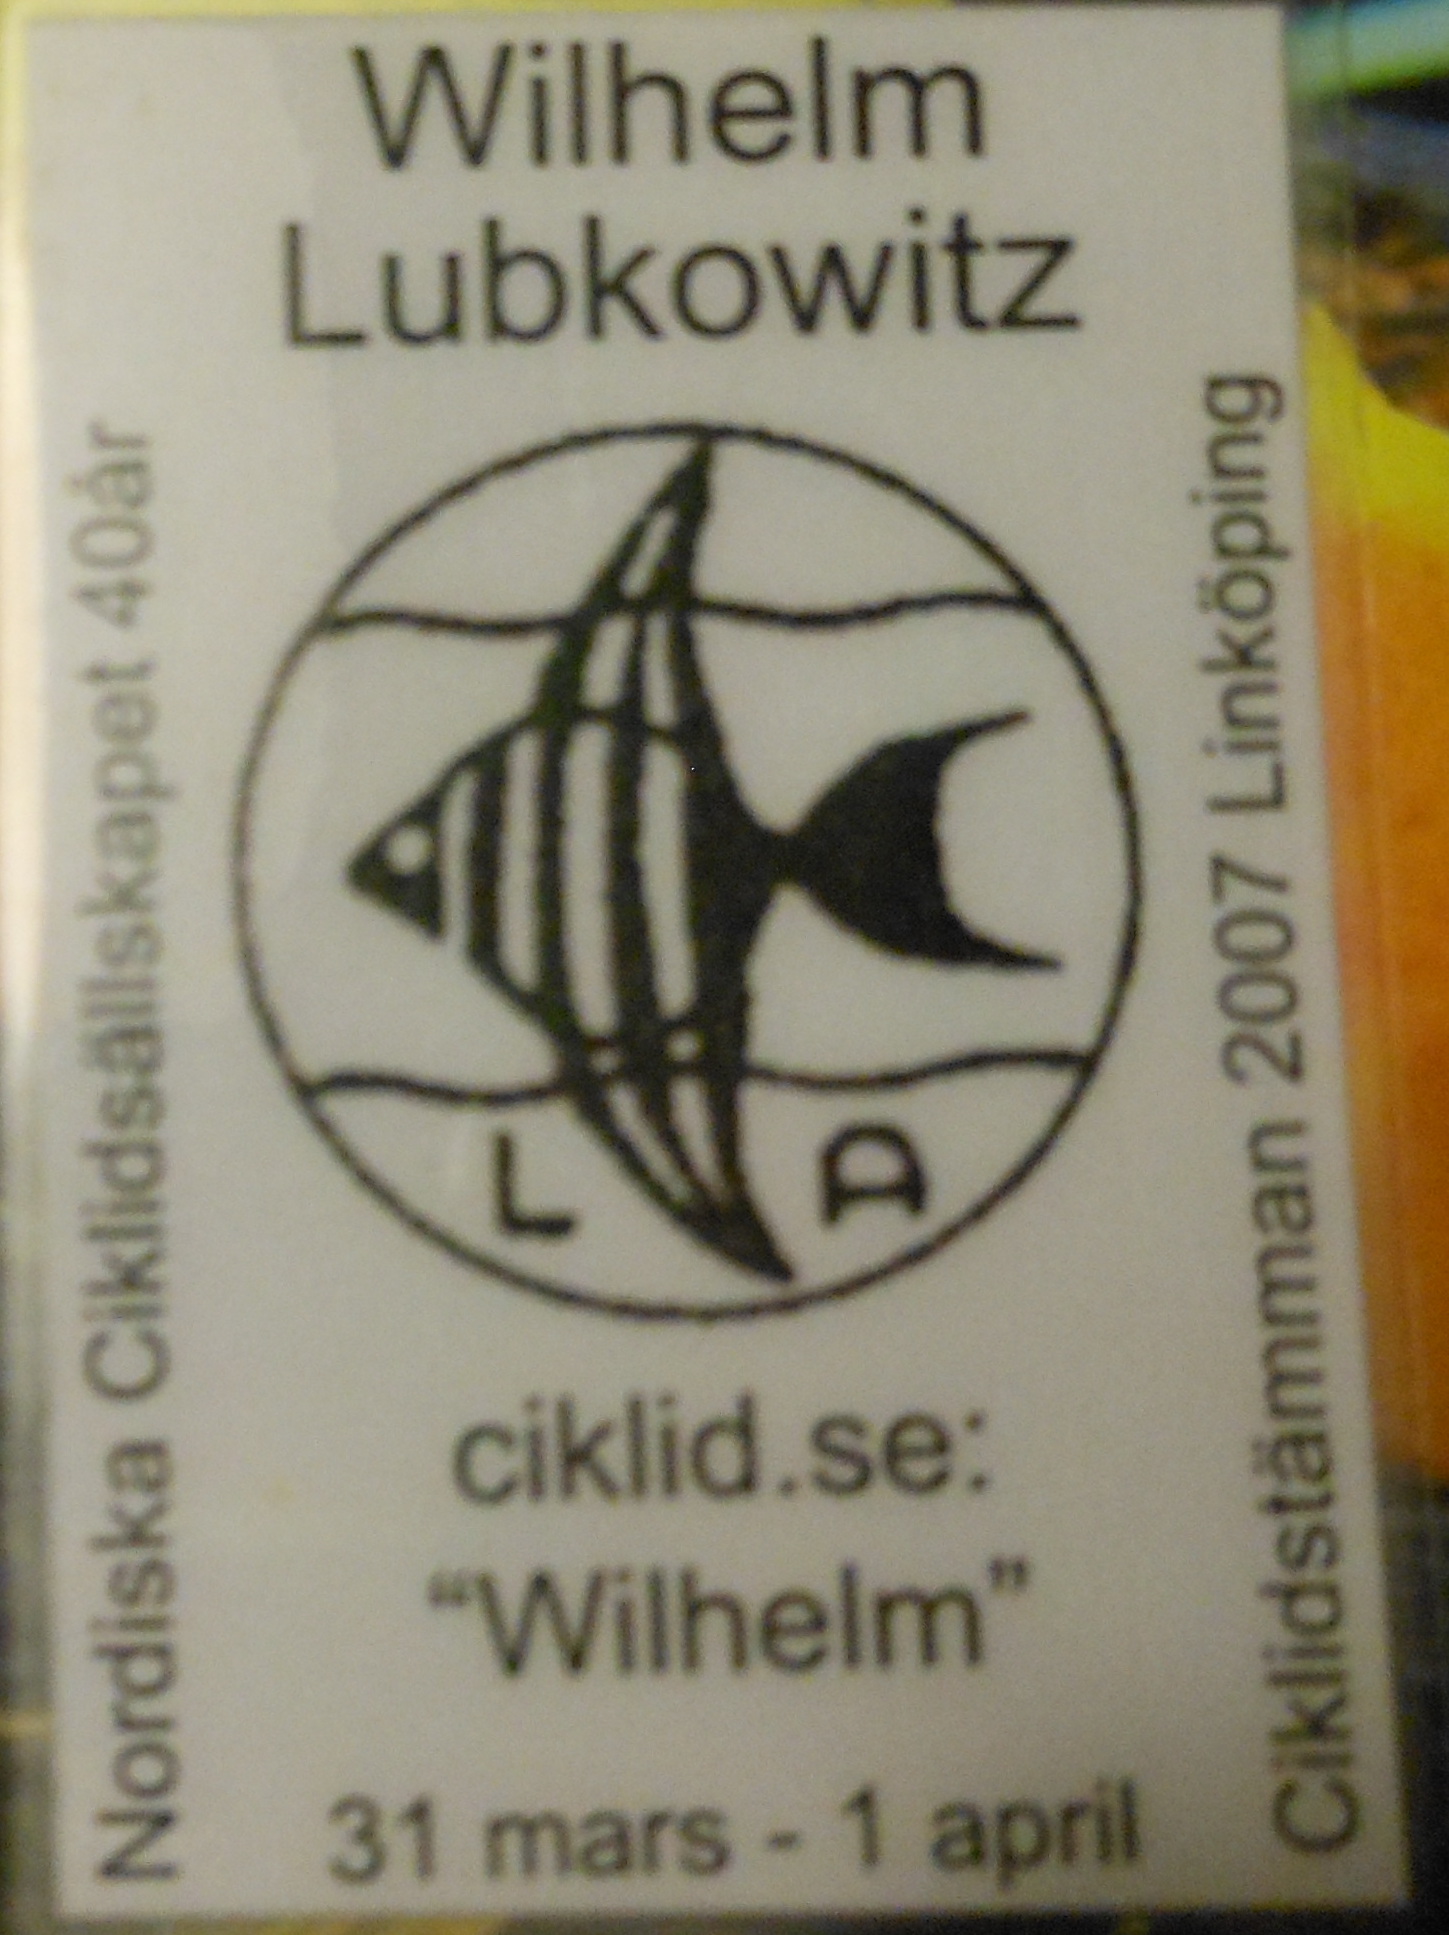 Wilhelm
Lubkowitz
Nordiska Ciklidsällskapet 40år
Ciklidstämman 2007 Linköping
L D
ciklid.se:
“Wilhelm”
31 mars - 1 april